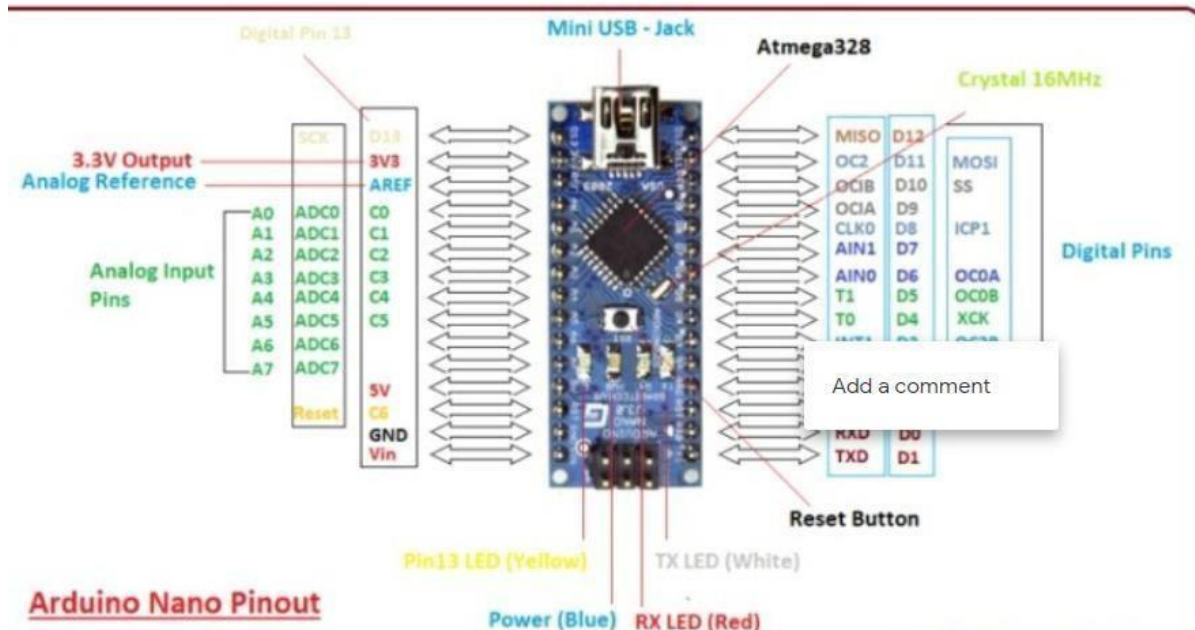 Digital Pin 13
Mini USB - Jack
Atmega328
Crystal 16MHz
SCK D13
3.3V Output 3V3
Analog Reference AREF
A0 ADC0 C0
A1 ADC1 C1
A2 ADC2 C2
A3 ADC3 C3
A4 ADC4 C4
A5 ADC5 C5
A6 ADC6
A7 ADC7
Analog Input
Pins
5V
Reset C6
GND
Vin
MISO D12
OC2 D11 MOSI
OCIB D10 SS
OCIA D9
CLK0 D8 ICP1
AIN1 D7
AIN0 D6 OC0A
T1 D5 OC0B
T0 D4 XCK
Digital Pins
Add a comment
RXD D0
TXD D1
Reset Button
Pin13 LED (Yellow)
TX LED (White)
Power (Blue) RX LED (Red)
Arduino Nano Pinout